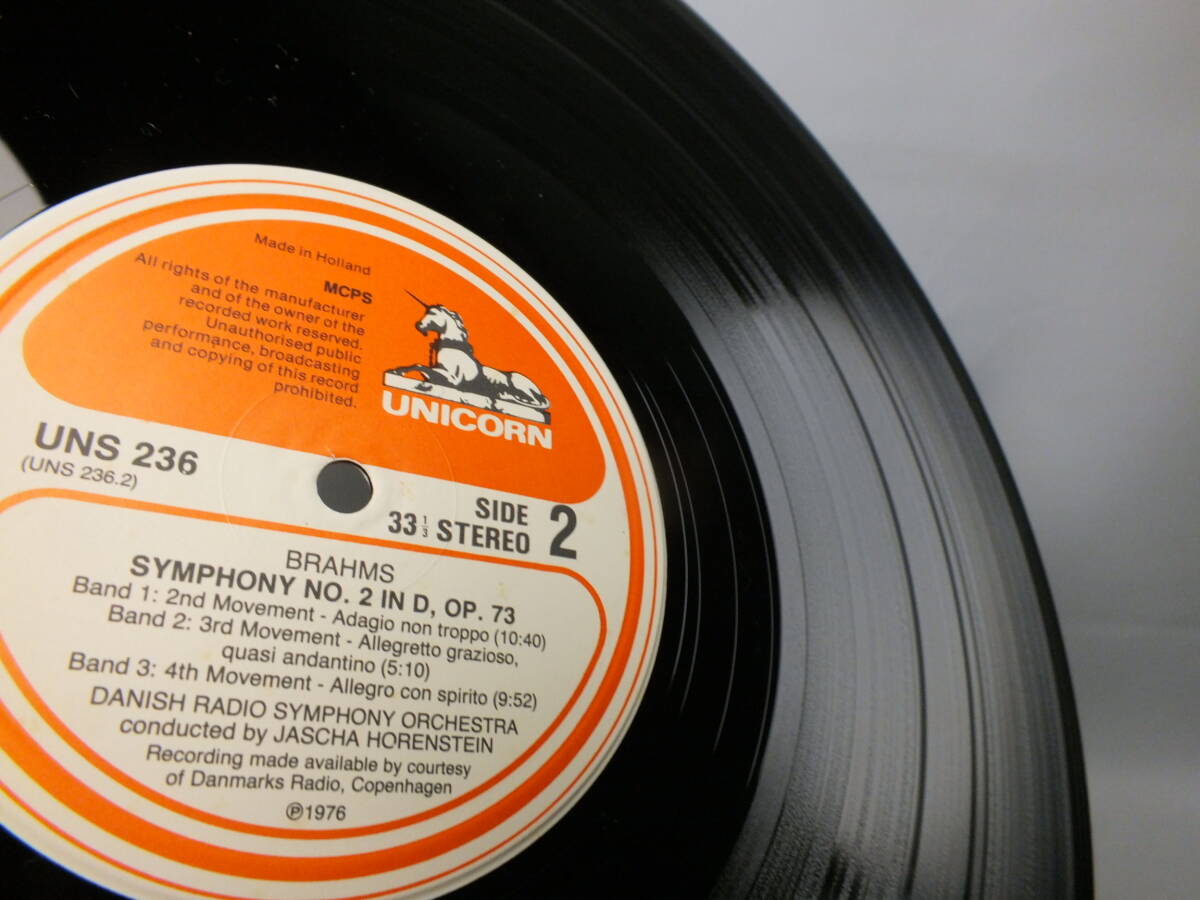 Made in Holland
MCPS
All rights of the manufacturer
and of the owner of the
recorded work reserved.
Unauthorised public
performance, broadcasting
and copying of this record
prohibited.
UNICORN
UNS 236
(UNS 236.2)
SIDE 2
33 1/3 STEREO
BRAHMS
SYMPHONY NO. 2 IN D, OP. 73
Band 1: 2nd Movement - Adagio non troppo (10:40)
Band 2: 3rd Movement - Allegretto grazioso,
quasi andantino (5:10)
Band 3: 4th Movement - Allegro con spirito (9:52)
DANISH RADIO SYMPHONY ORCHESTRA
conducted by JASCHA HORENSTEIN
Recording made available by courtesy
of Danmarks Radio, Copenhagen
℗1976